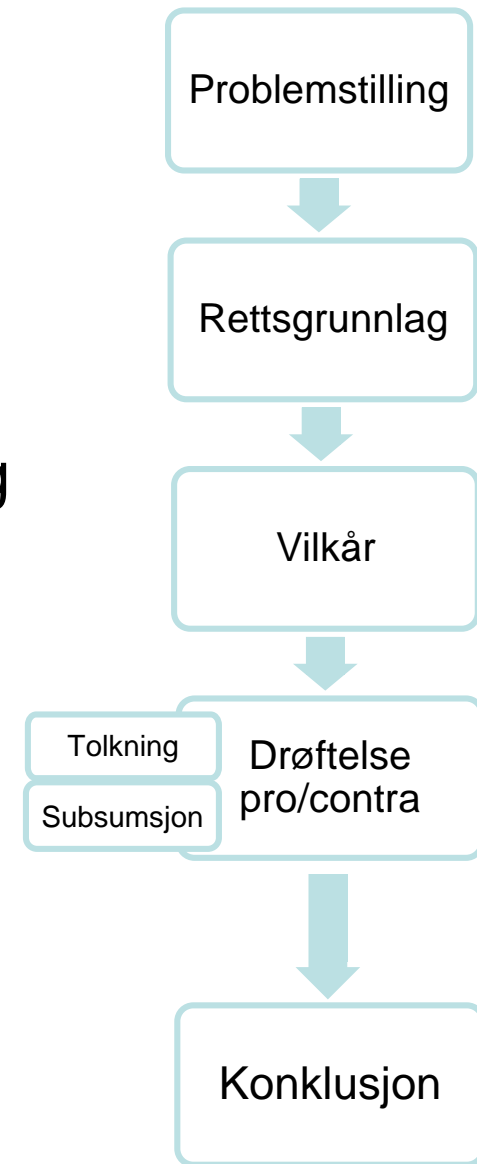 Problemstilling
Rettsgrunnlag
g
Vilkår
Tolkning
Subsumsjon
Drøftelse
pro/contra
Konklusjon